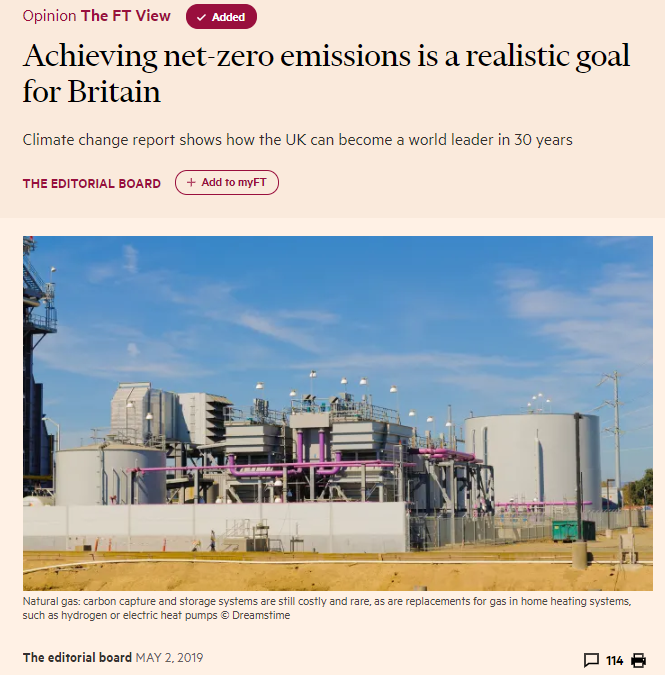 Opinion The FT View Added
Achieving net-zero emissions is a realistic goal
for Britain
Climate change report shows how the UK can become a world leader in 30 years
THE EDITORIAL BOARD + Add to myFT
Natural gas: carbon capture and storage systems are still costly and rare, as are replacements for gas in home heating systems,
such as hydrogen or electric heat pumps © Dreamstime
The editorial board MAY 2, 2019 114